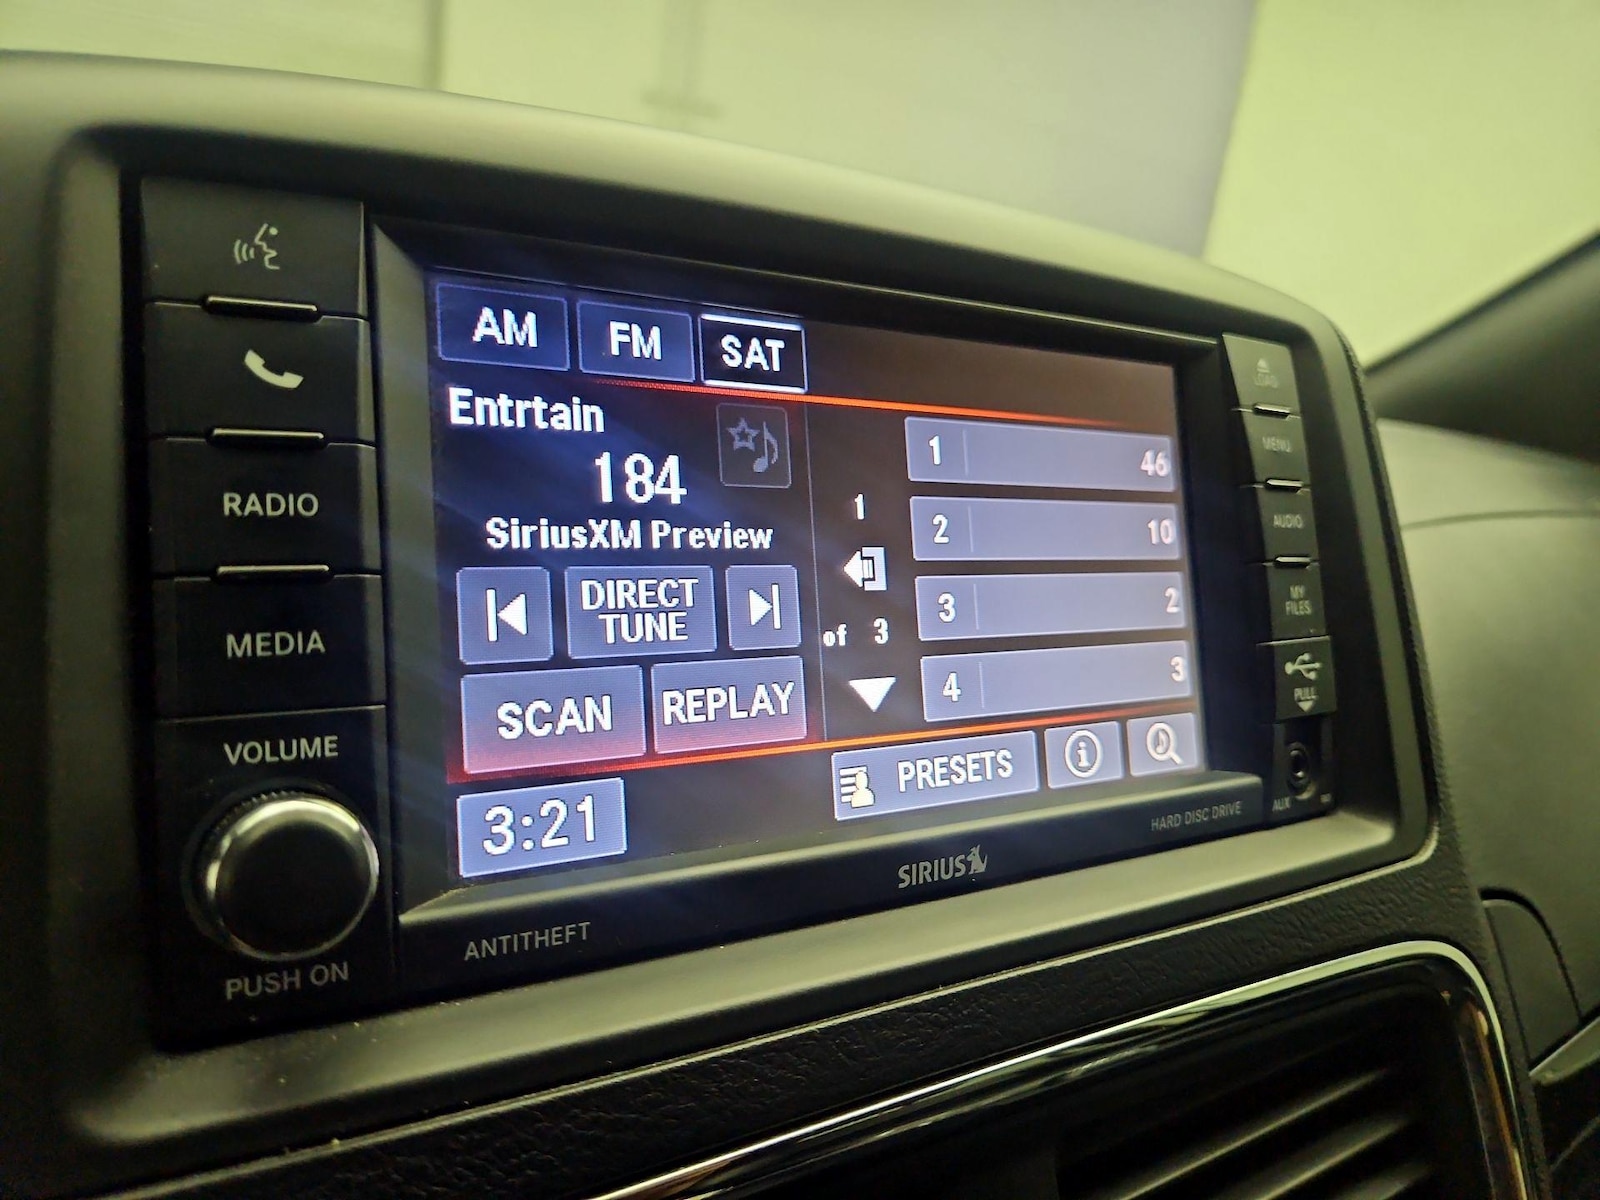 RADIO
MEDIA
VOLUME
PUSH ON
AM
FM
SAT
Entrtain
184
SiriusXM Preview
DIRECT
TUNE
SCAN
REPLAY
3:21
1
of 3
1 46
2 10
3 2
4 3
PRESETS
ANTITHEFT
SIRIUS
HARD DISC DRIVE
LOAD
MENU
AUDIO
MY
FILES
PULL
AUX